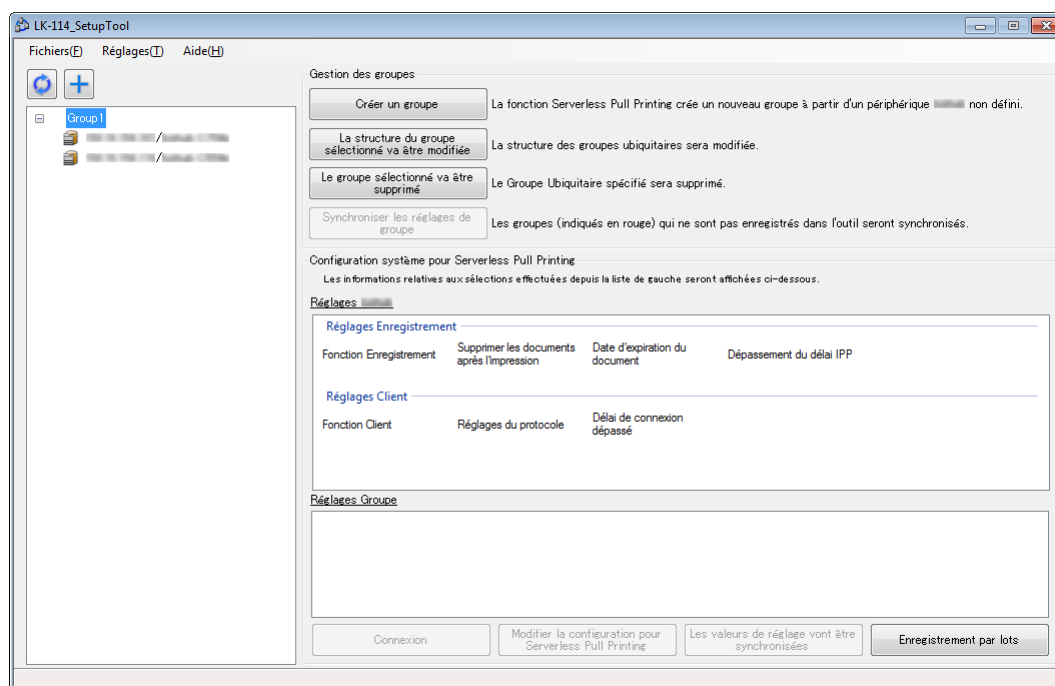 LK-114_SetupTool
Fichiers(F) Réglages(T) Aide(H)
Group1
/
/
Gestion des groupes
Créer un groupe
La fonction Serverless Pull Printing crée un nouveau groupe à partir d'un périphérique non défini.
La structure du groupe
sélectionné va être modifiée
La structure des groupes ubiquitaires sera modifiée.
Le groupe sélectionné va être
supprimé
Le Groupe Ubiquitaire spécifié sera supprimé.
Synchroniser les réglages de
groupe
Les groupes (indiqués en rouge) qui ne sont pas enregistrés dans l'outil seront synchronisés.
Configuration système pour Serverless Pull Printing
Les informations relatives aux sélections effectuées depuis la liste de gauche seront affichées ci-dessous.
Réglages
Réglages Enregistrement
Fonction Enregistrement
Supprimer les documents
après l'impression
Date d'expiration du
document
Dépassement du délai IPP
Réglages Client
Fonction Client
Réglages du protocole
Délai de connexion
dépassé
Réglages Groupe
Connexion
Modifier la configuration pour
Serverless Pull Printing
Les valeurs de réglage vont être
synchronisées
Enregistrement par lots